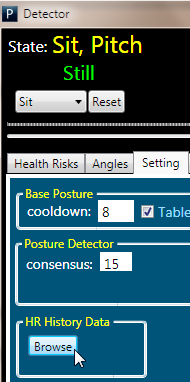 P Detector
State: Sit, Pitch
Still
Sit Reset
Health Risks Angles Setting
Base Posture
cooldown: 8 Table
Posture Detector
consensus: 15
HR History Data
Browse